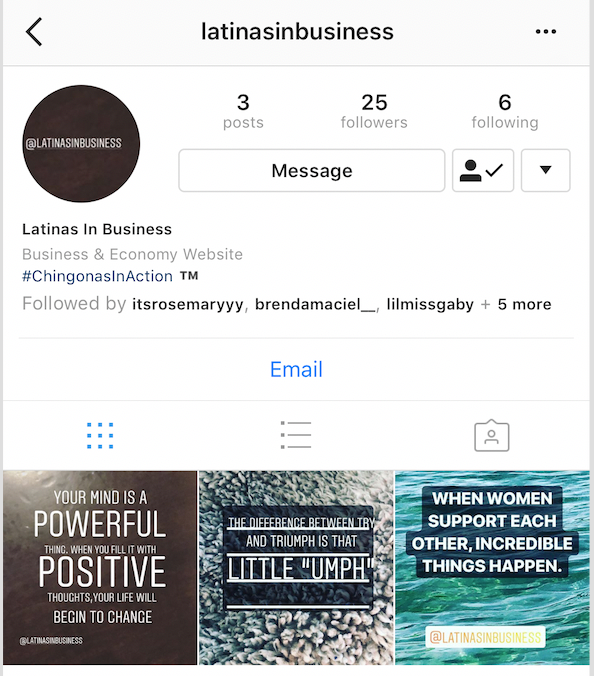 latinasinbusiness
@LATINASINBUSINESS
3 25 6
posts followers following
Message
Latinas In Business
Business & Economy Website
#ChingonasInAction ™
Followed by itsrosemaryyy, brendamaciel__, lilmissgaby + 5 more
Email
YOUR MIND IS A
POWERFUL
THING. WHEN YOU FILL IT WITH
POSITIVE
THOUGHTS,YOUR LIFE WILL
BEGIN TO CHANGE
@LATINASINBUSINESS
THE DIFFERENCE BETWEEN TRY
AND TRIUMPH IS THAT
LITTLE "UMPH"
WHEN WOMEN
SUPPORT EACH
OTHER, INCREDIBLE
THINGS HAPPEN.
@LATINASINBUSINESS